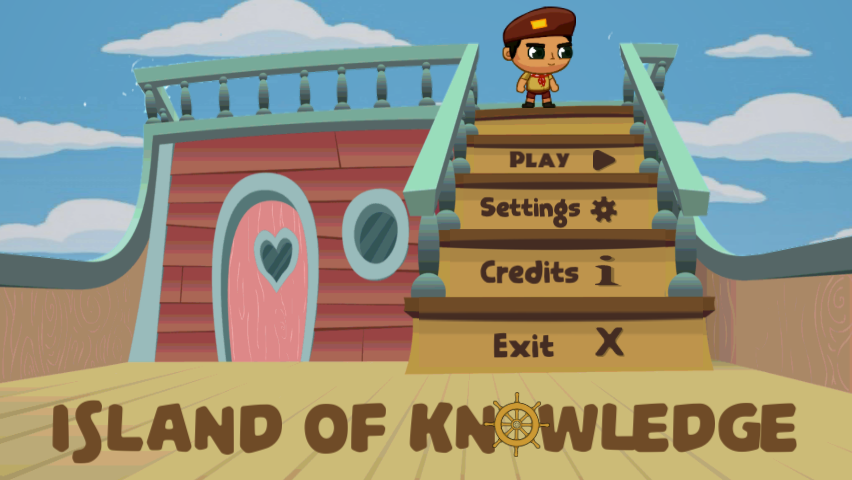 PLAY
Settings
Credits i
Exit X
ISLAND OF KNOWLEDGE